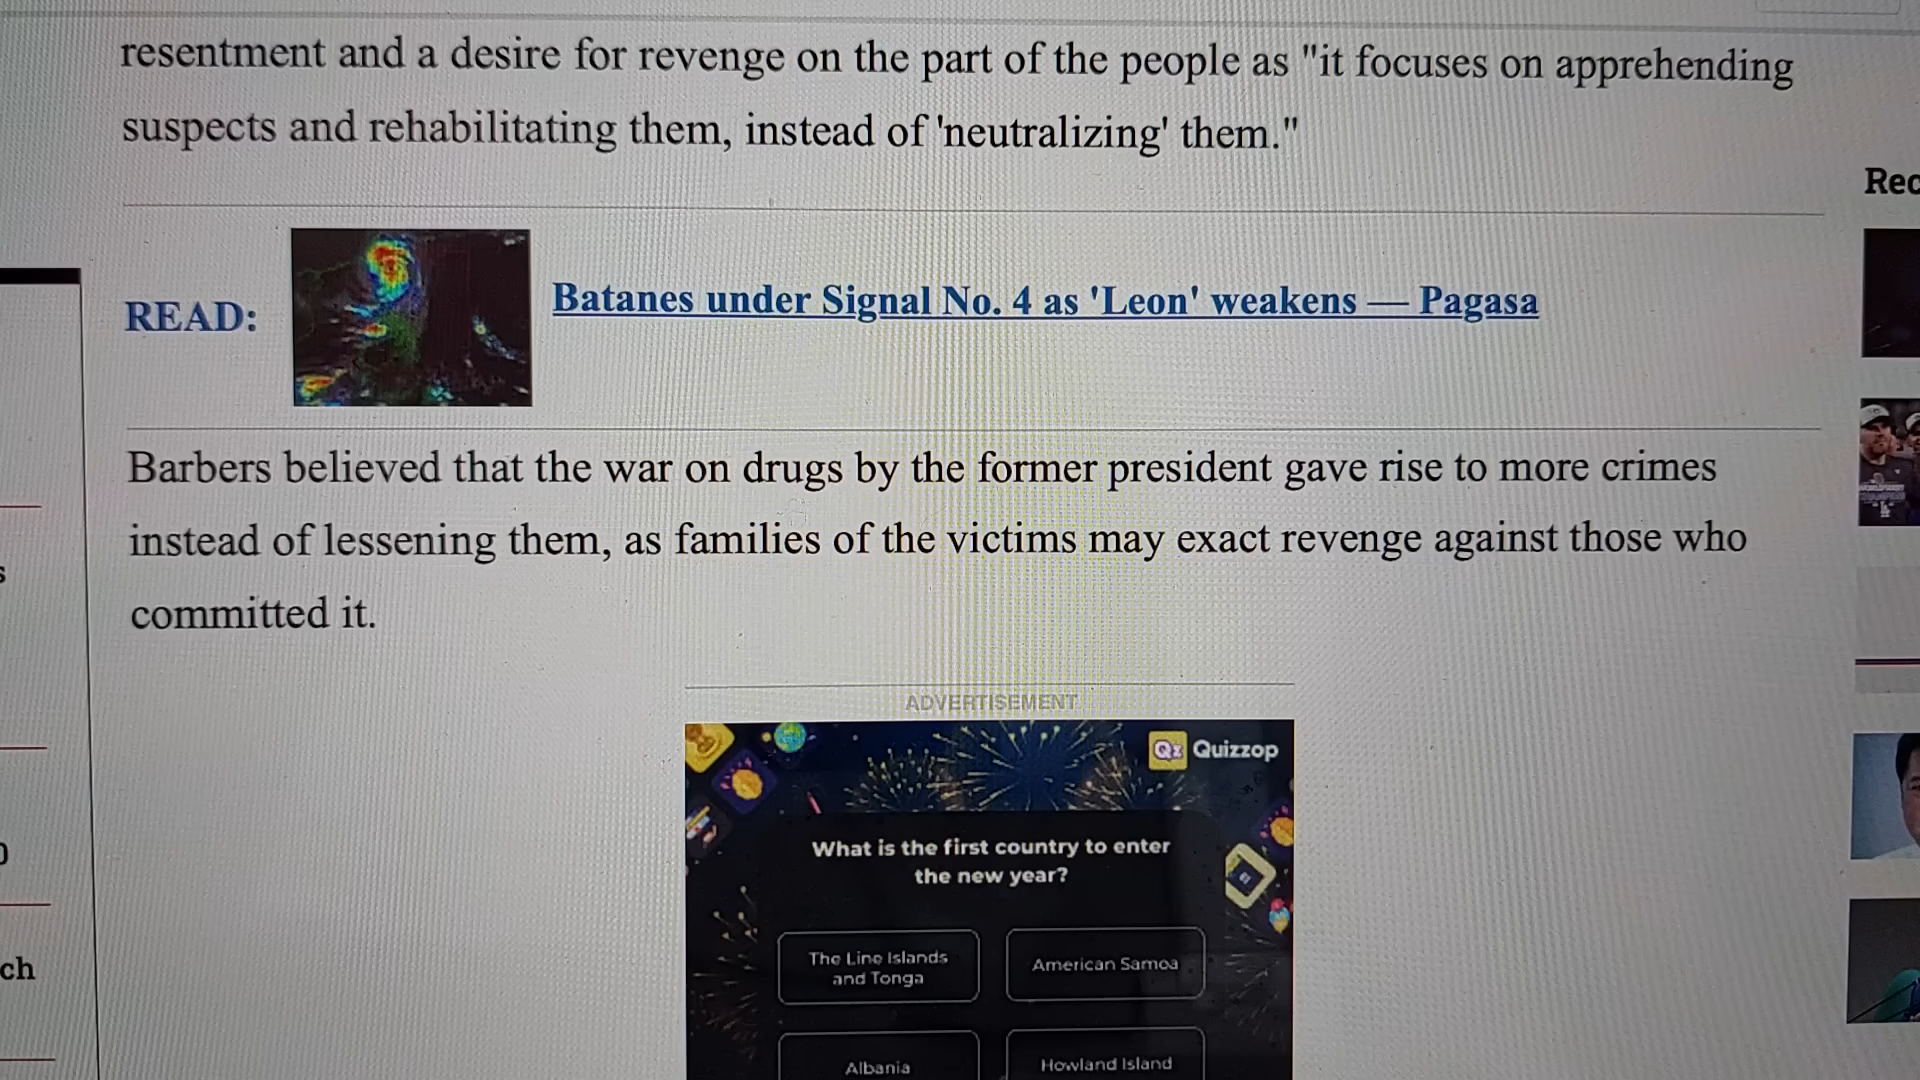 resentment and a desire for revenge on the part of the people as "it focuses on apprehending
suspects and rehabilitating them, instead of 'neutralizing' them."
Rec
READ:
Batanes under Signal No. 4 as 'Leon' weakens — Pagasa
Barbers believed that the war on drugs by the former president gave rise to more crimes
instead of lessening them, as families of the victims may exact revenge against those who
committed it.
s
ADVERTISEMENT
Qz Quizzop
What is the first country to enter
the new year?
ch
The Line Islands
and Tonga
American Samoa
Albania
Howland Island